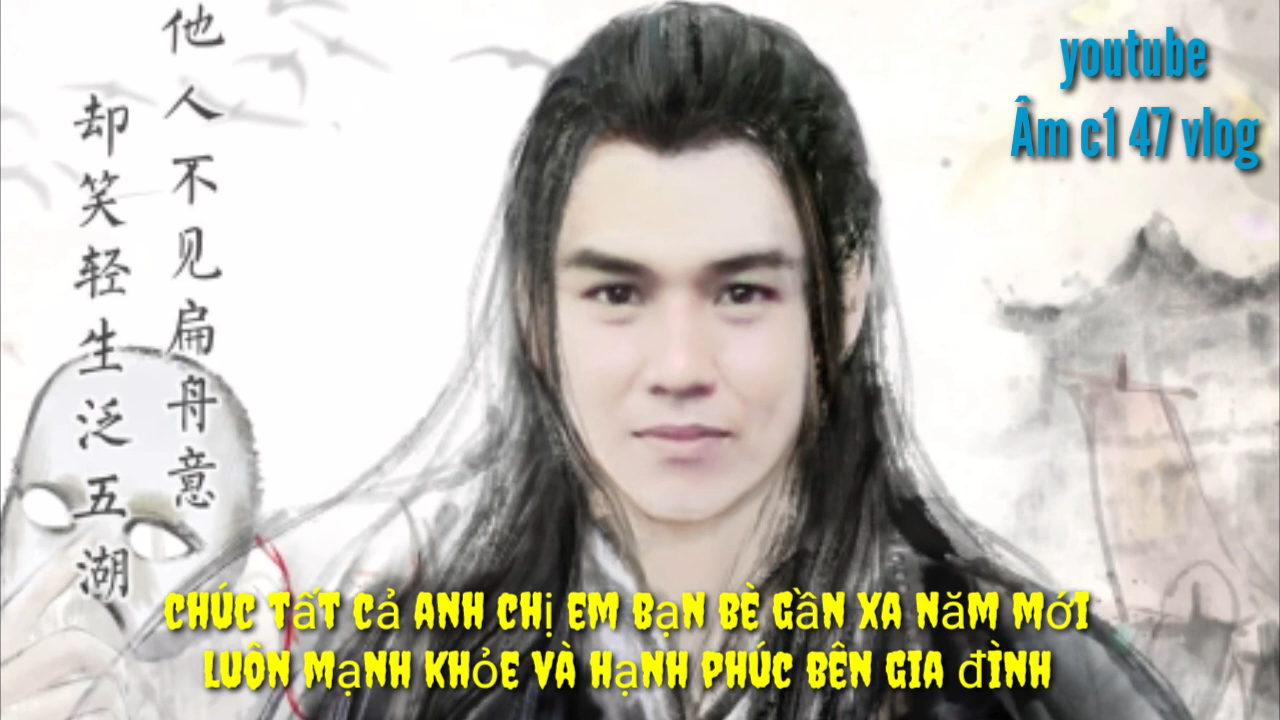 他人不见扁舟意
却笑轻生泛五湖
youtube
Âm c1 47 vlog
CHÚC TẤT CẢ ANH CHỊ EM BẠN BÈ GẦN XA NĂM MỚI
LUÔN MẠNH KHỎE VÀ HẠNH PHÚC BÊN GIA ĐÌNH